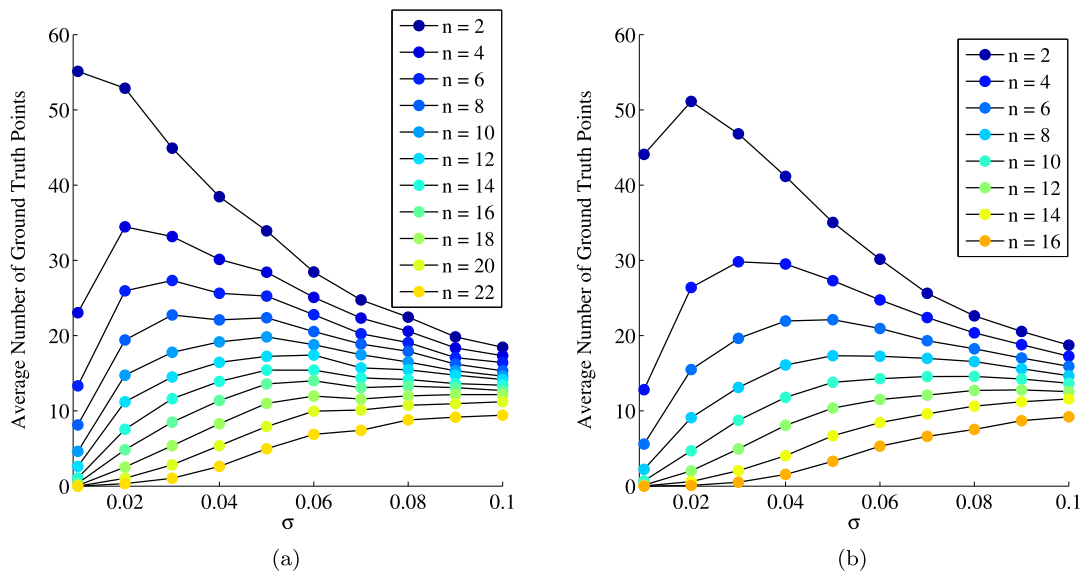 Average Number of Ground Truth Points
60
50
40
30
20
10
0
0.02
0.04
0.06
0.08
0.1
σ
n = 2
n = 4
n = 6
n = 8
n = 10
n = 12
n = 14
n = 16
n = 18
n = 20
n = 22
(a)
Average Number of Ground Truth Points
60
50
40
30
20
10
0
0.02
0.04
0.06
0.08
0.1
σ
n = 2
n = 4
n = 6
n = 8
n = 10
n = 12
n = 14
n = 16
(b)